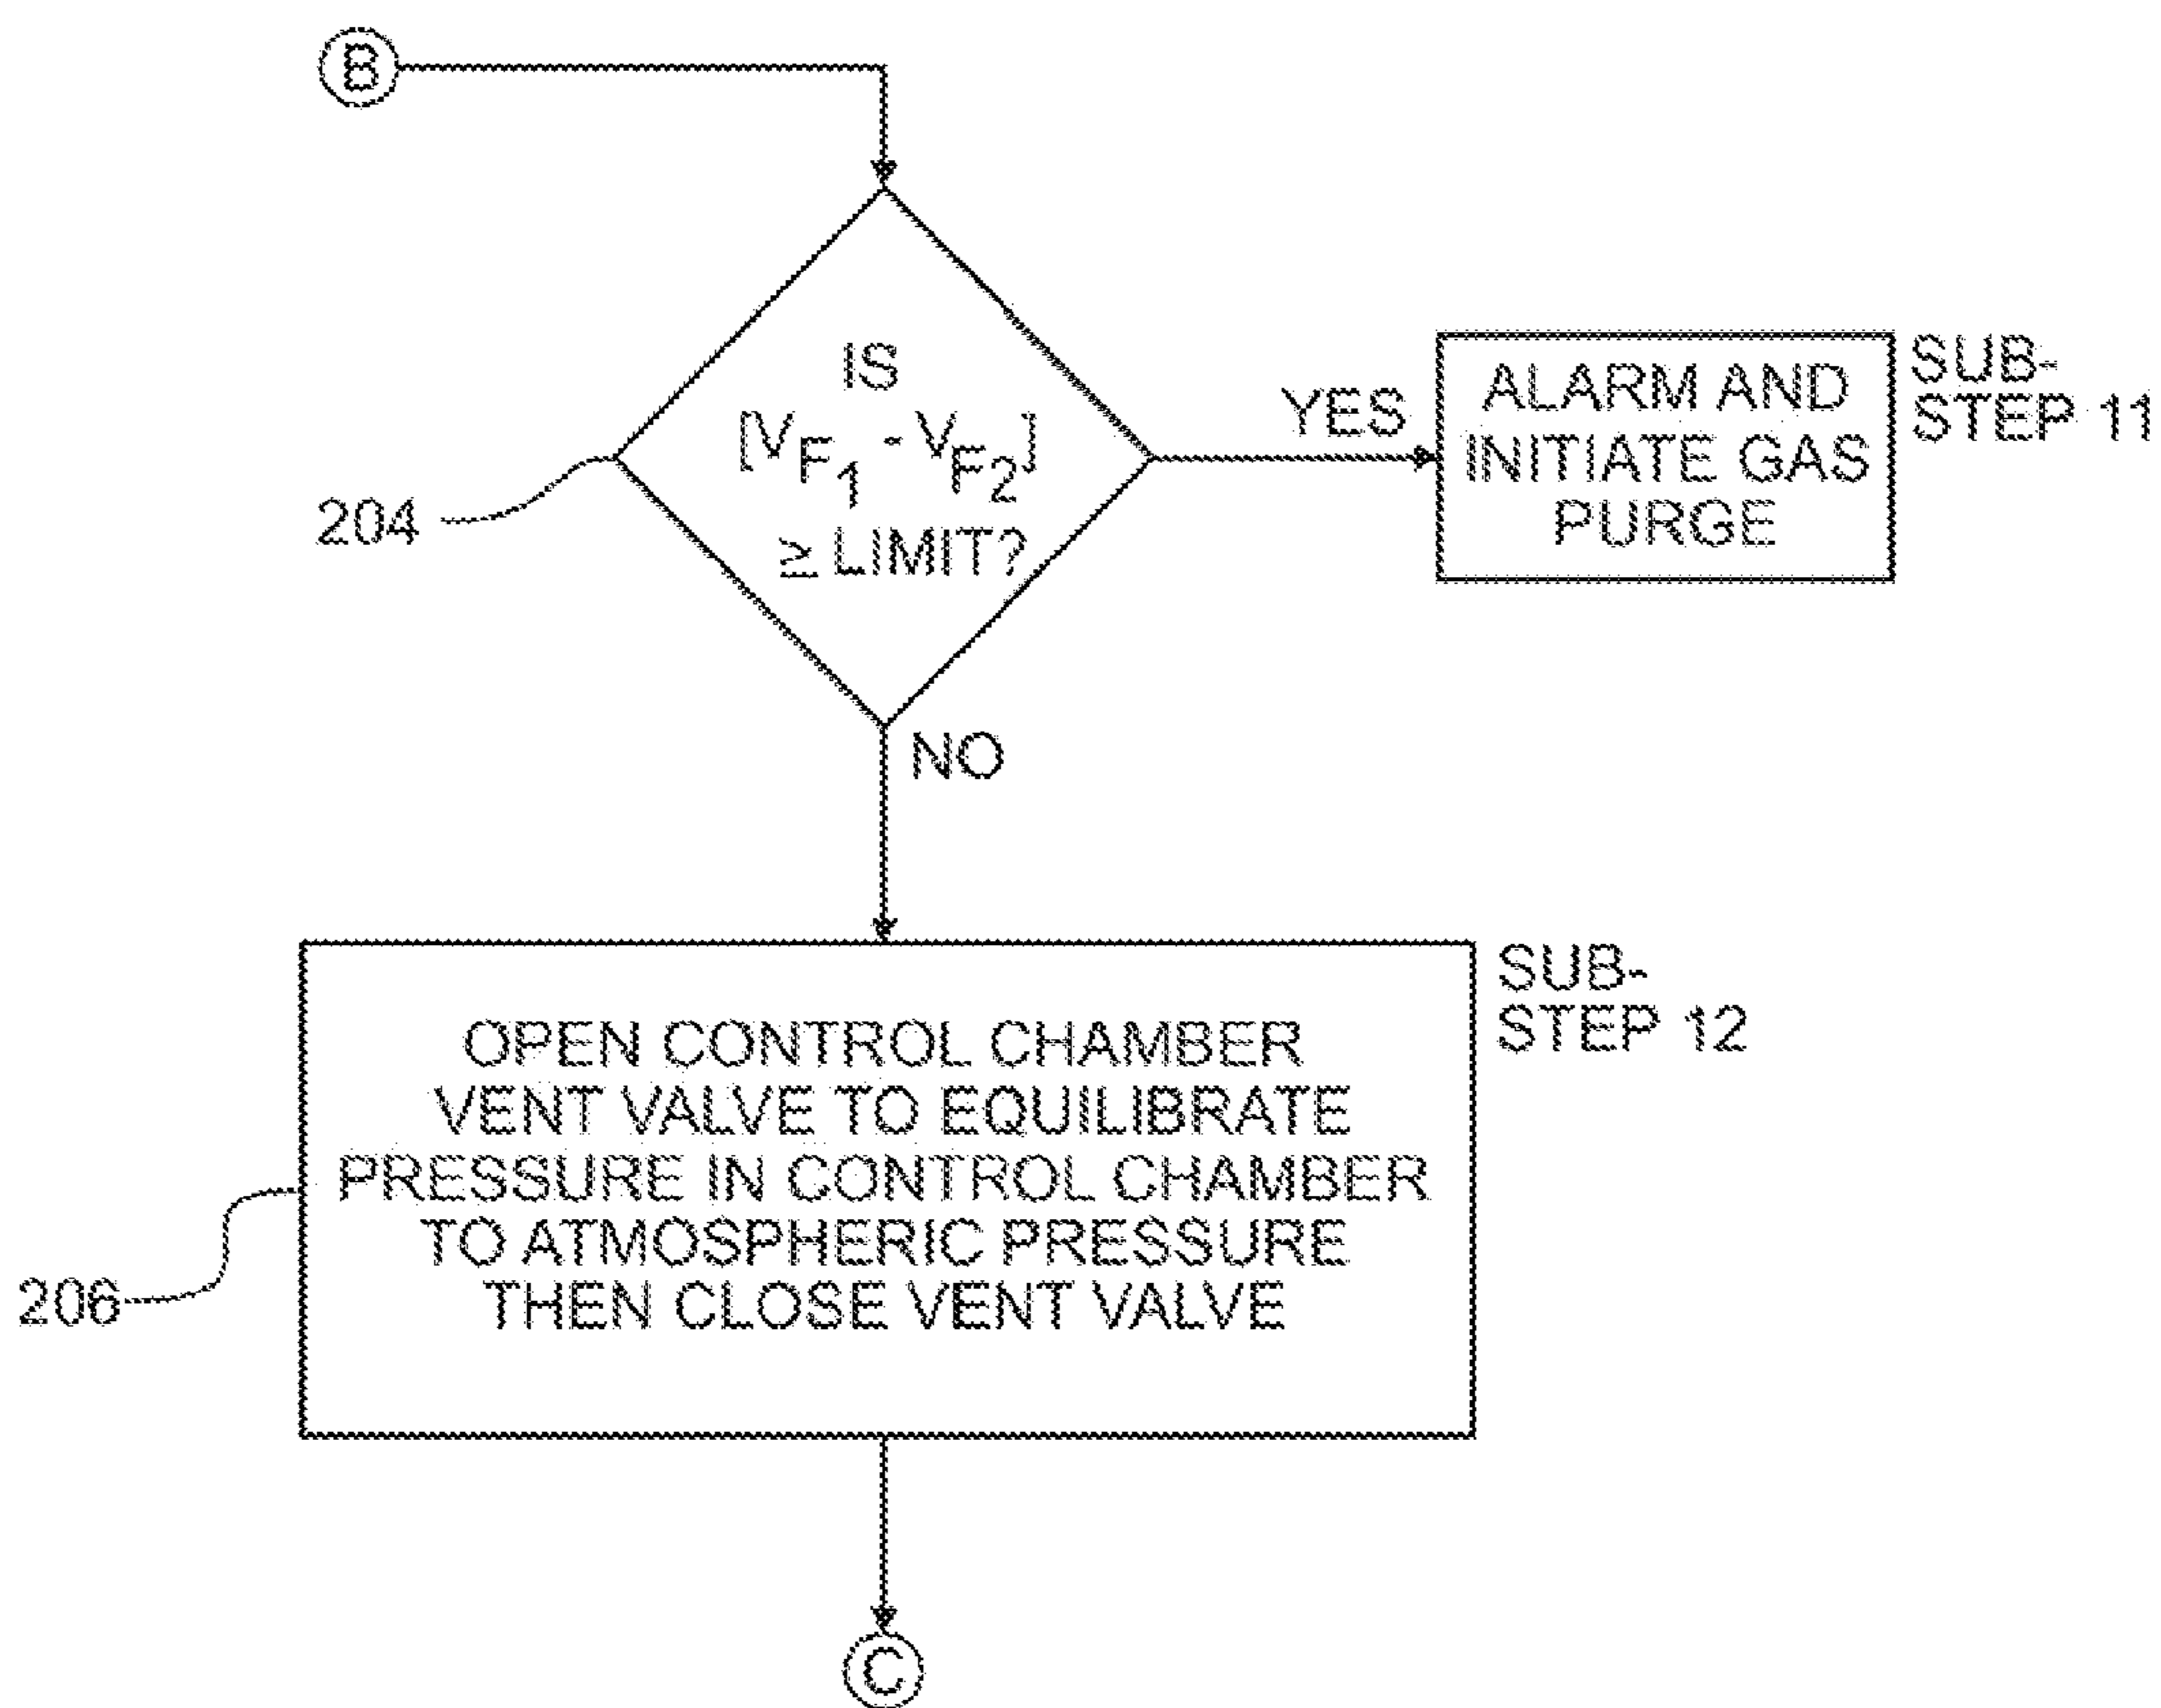 B
IS
[VF1 - VF2]
≥ LIMIT?
204
YES
ALARM AND
INITIATE GAS
PURGE
SUB-
STEP 11
NO
SUB-
STEP 12
OPEN CONTROL CHAMBER
VENT VALVE TO EQUILIBRATE
PRESSURE IN CONTROL CHAMBER
TO ATMOSPHERIC PRESSURE
THEN CLOSE VENT VALVE
206
C